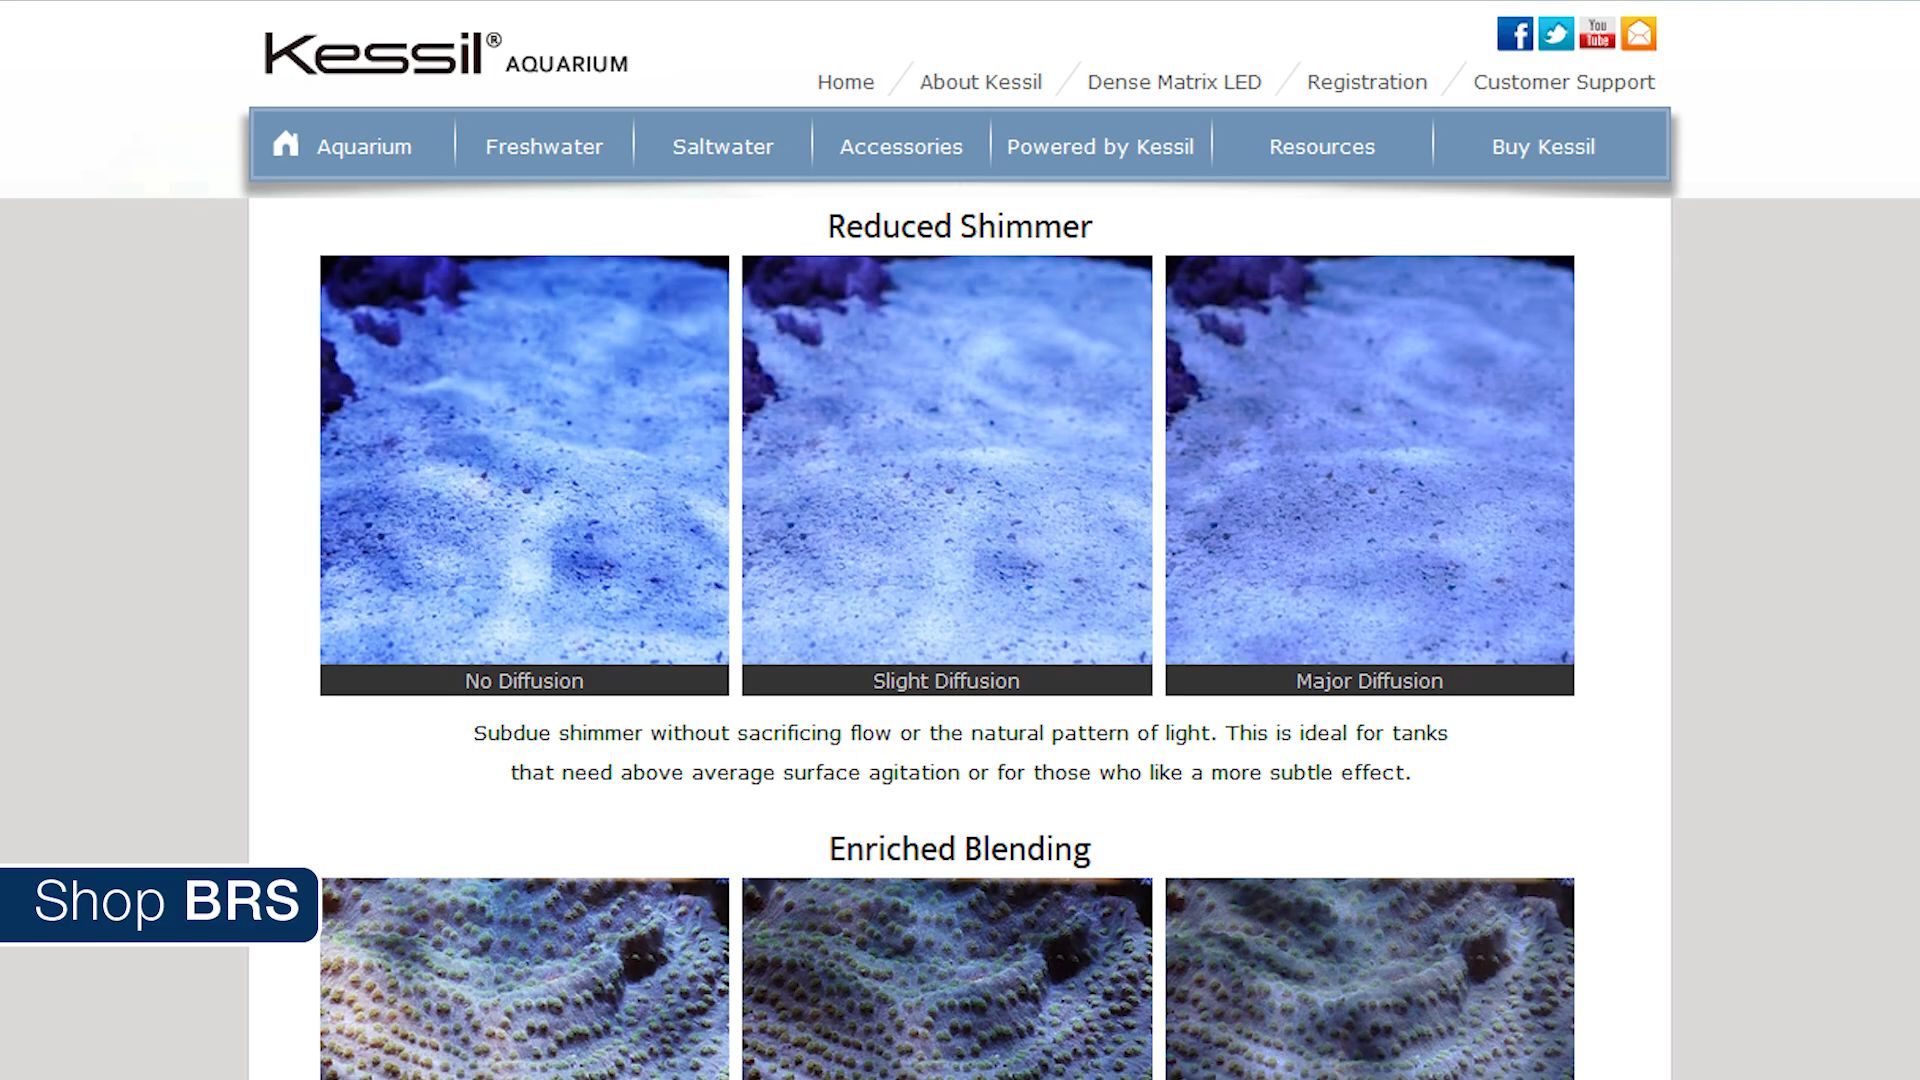 Kessil® AQUARIUM
You
Tube
Home
About Kessil
Dense Matrix LED
Registration
Customer Support
Aquarium
Freshwater
Saltwater
Accessories
Powered by Kessil
Resources
Buy Kessil
Reduced Shimmer
No Diffusion
Slight Diffusion
Major Diffusion
Subdue shimmer without sacrificing flow or the natural pattern of light. This is ideal for tanks
that need above average surface agitation or for those who like a more subtle effect.
Enriched Blending
Shop BRS